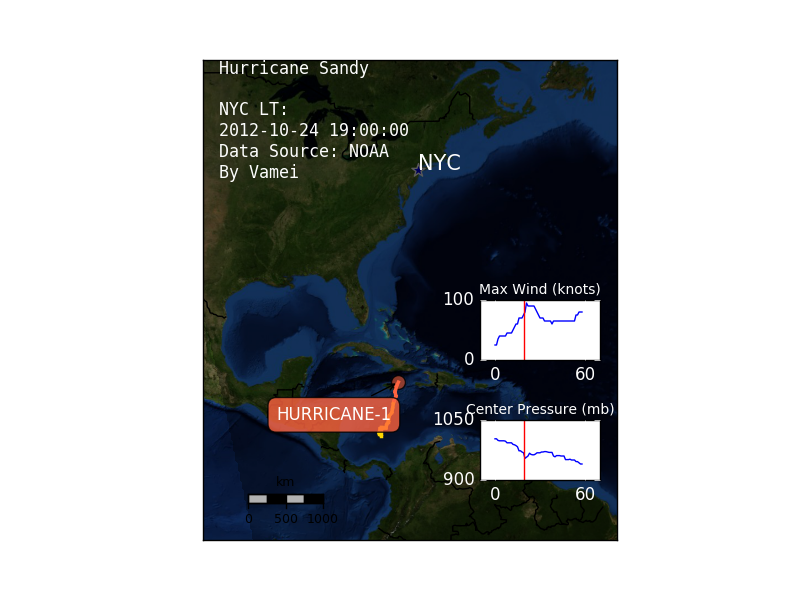 Hurricane Sandy
NYC LT:
2012-10-24 19:00:00
Data Source: NOAA
By Vamei
NYC
Max Wind (knots)
100
0
0 60
HURRICANE-1
Center Pressure (mb)
1050
900
0 60
km
0 500 1000